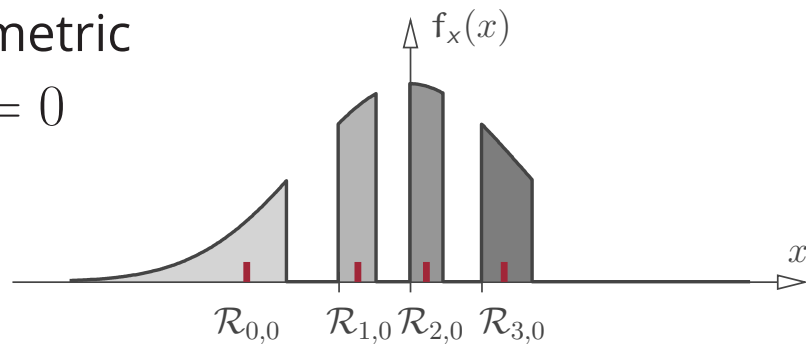 metric
= 0
f_x(x)
x
R_{0,0} R_{1,0} R_{2,0} R_{3,0}